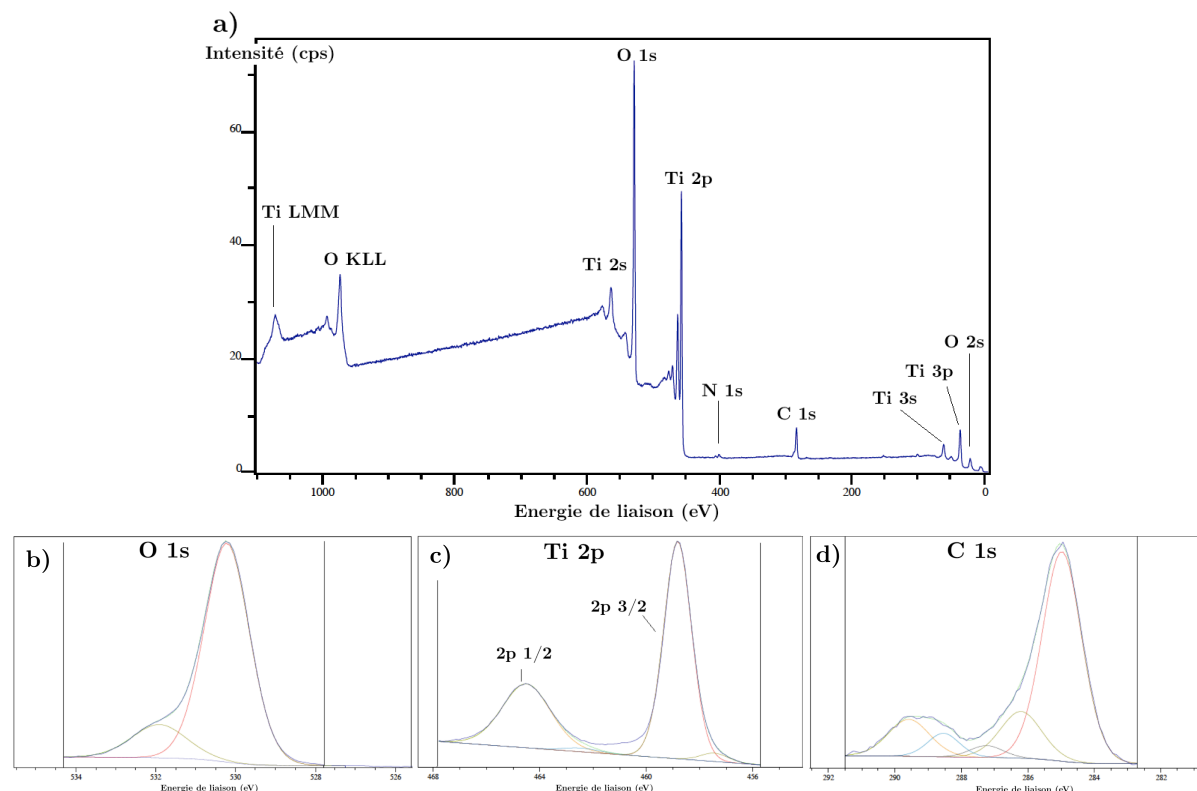 a)
Intensité (cps)
O 1s
60
Ti 2p
Ti LMM
40
O KLL
Ti 2s
O 2s
20
Ti 3p
N 1s
Ti 3s
C 1s
0
1000 800 600 400 200 0
Energie de liaison (eV)
b) O 1s
c) Ti 2p
d) C 1s
2p 3/2
2p 1/2
534 532 530 528 526
468 464 460 456
292 290 288 286 284 282
Energie de liaison (eV)
Energie de liaison (eV)
Energie de liaison (eV)